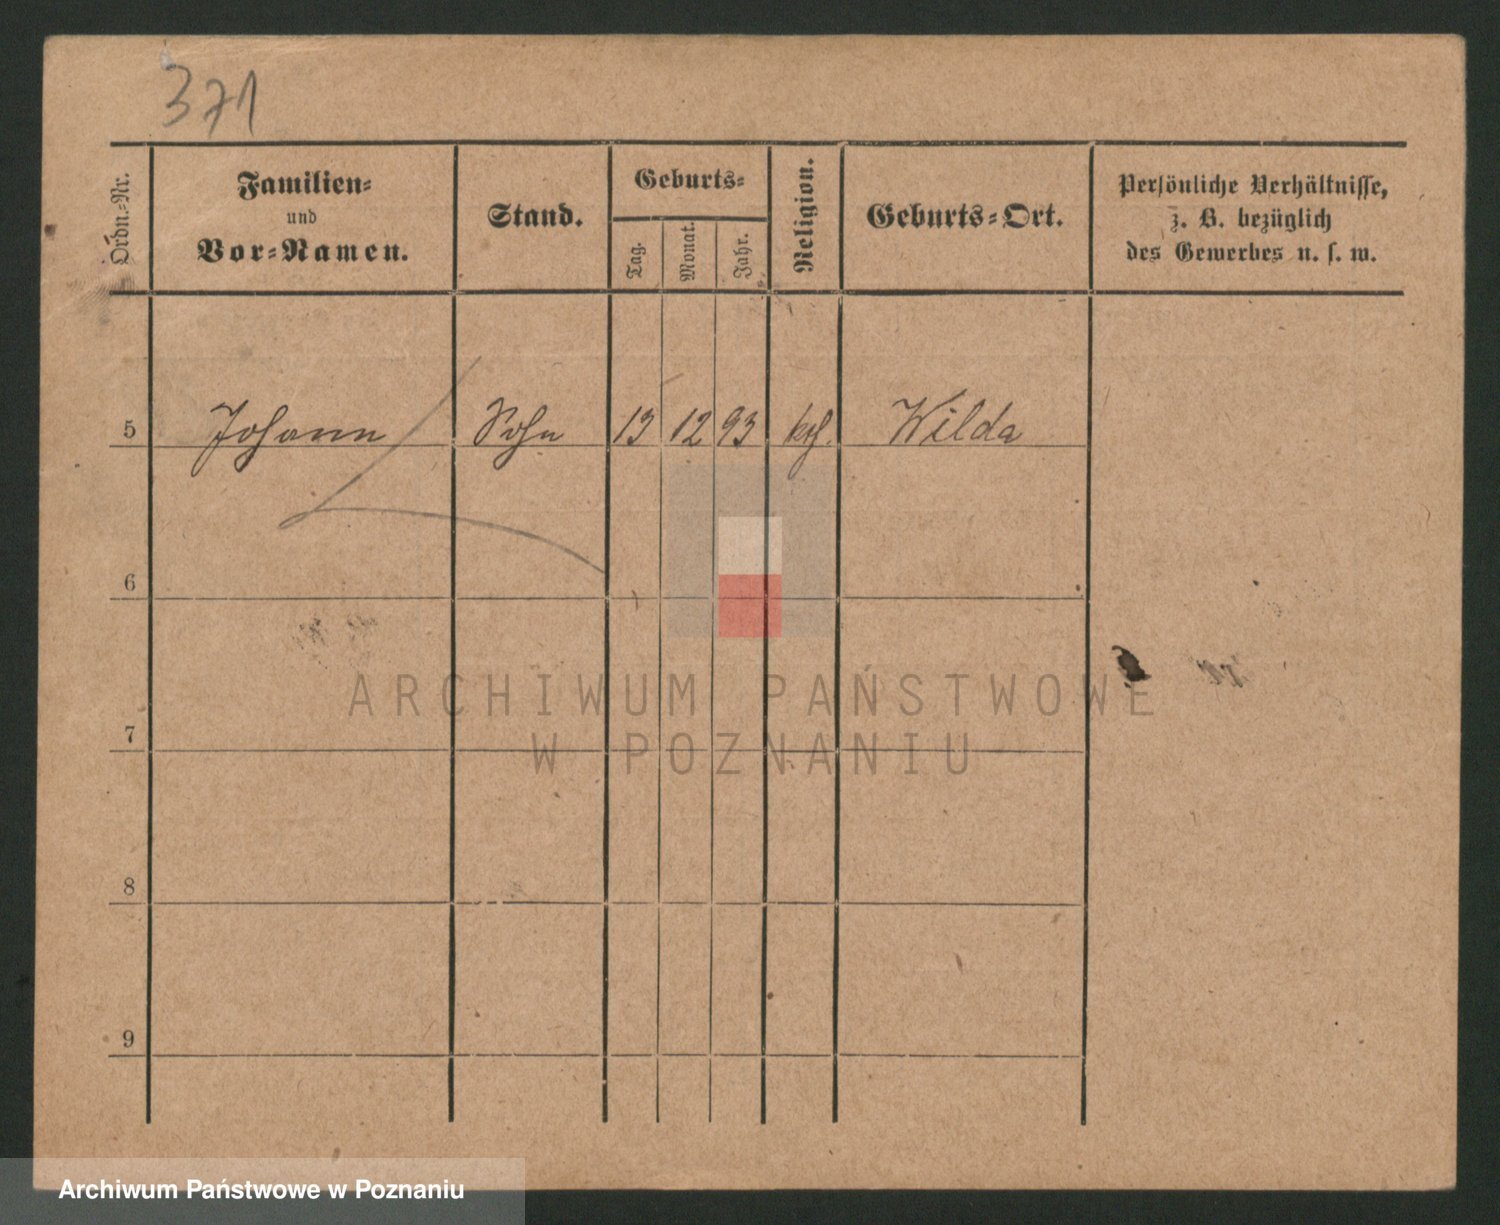 371
Ordn.-Nr.
Familien-
und
Vor-Namen.
Stand.
Geburts-
Tag.
Monat.
Jahr.
Religion.
Geburts-Ort.
Persönliche Verhältnisse,
z. B. bezüglich
des Gewerbes u. s. w.
5 Johann Sohn 13 12 93 kth. Wilda
6
7
8
9
ARCHIWUM PAŃSTWOWE
W POZNANIU
Archiwum Państwowe w Poznaniu